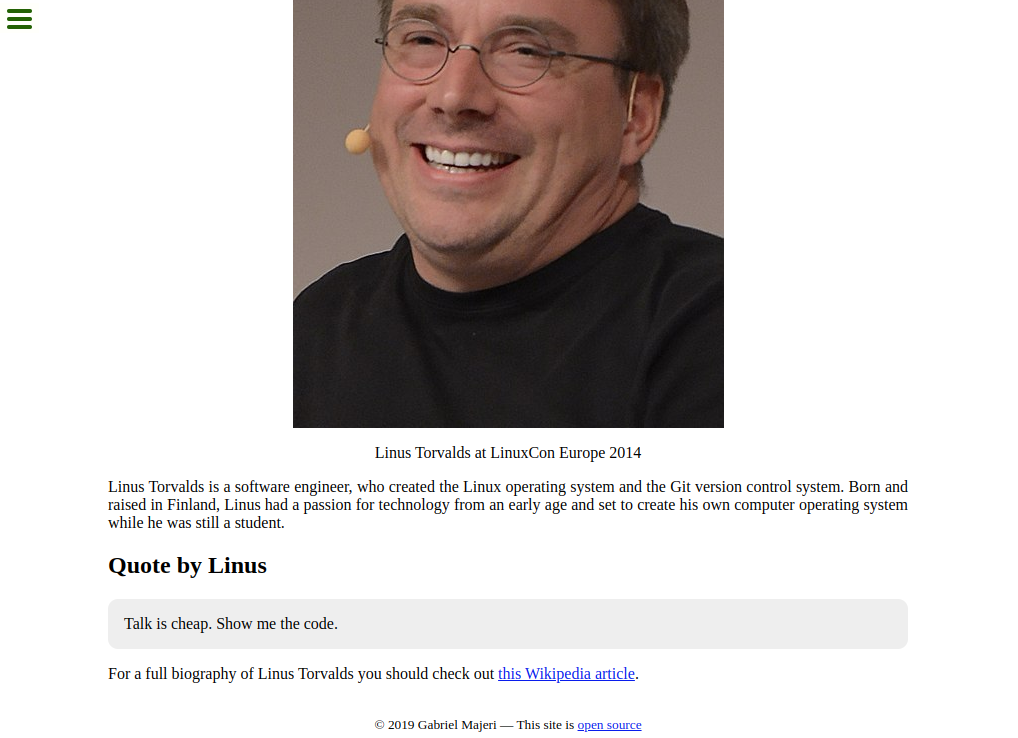 Linus Torvalds at LinuxCon Europe 2014
Linus Torvalds is a software engineer, who created the Linux operating system and the Git version control system. Born and
raised in Finland, Linus had a passion for technology from an early age and set to create his own computer operating system
while he was still a student.
Quote by Linus
Talk is cheap. Show me the code.
For a full biography of Linus Torvalds you should check out this Wikipedia article.
© 2019 Gabriel Majeri — This site is open source